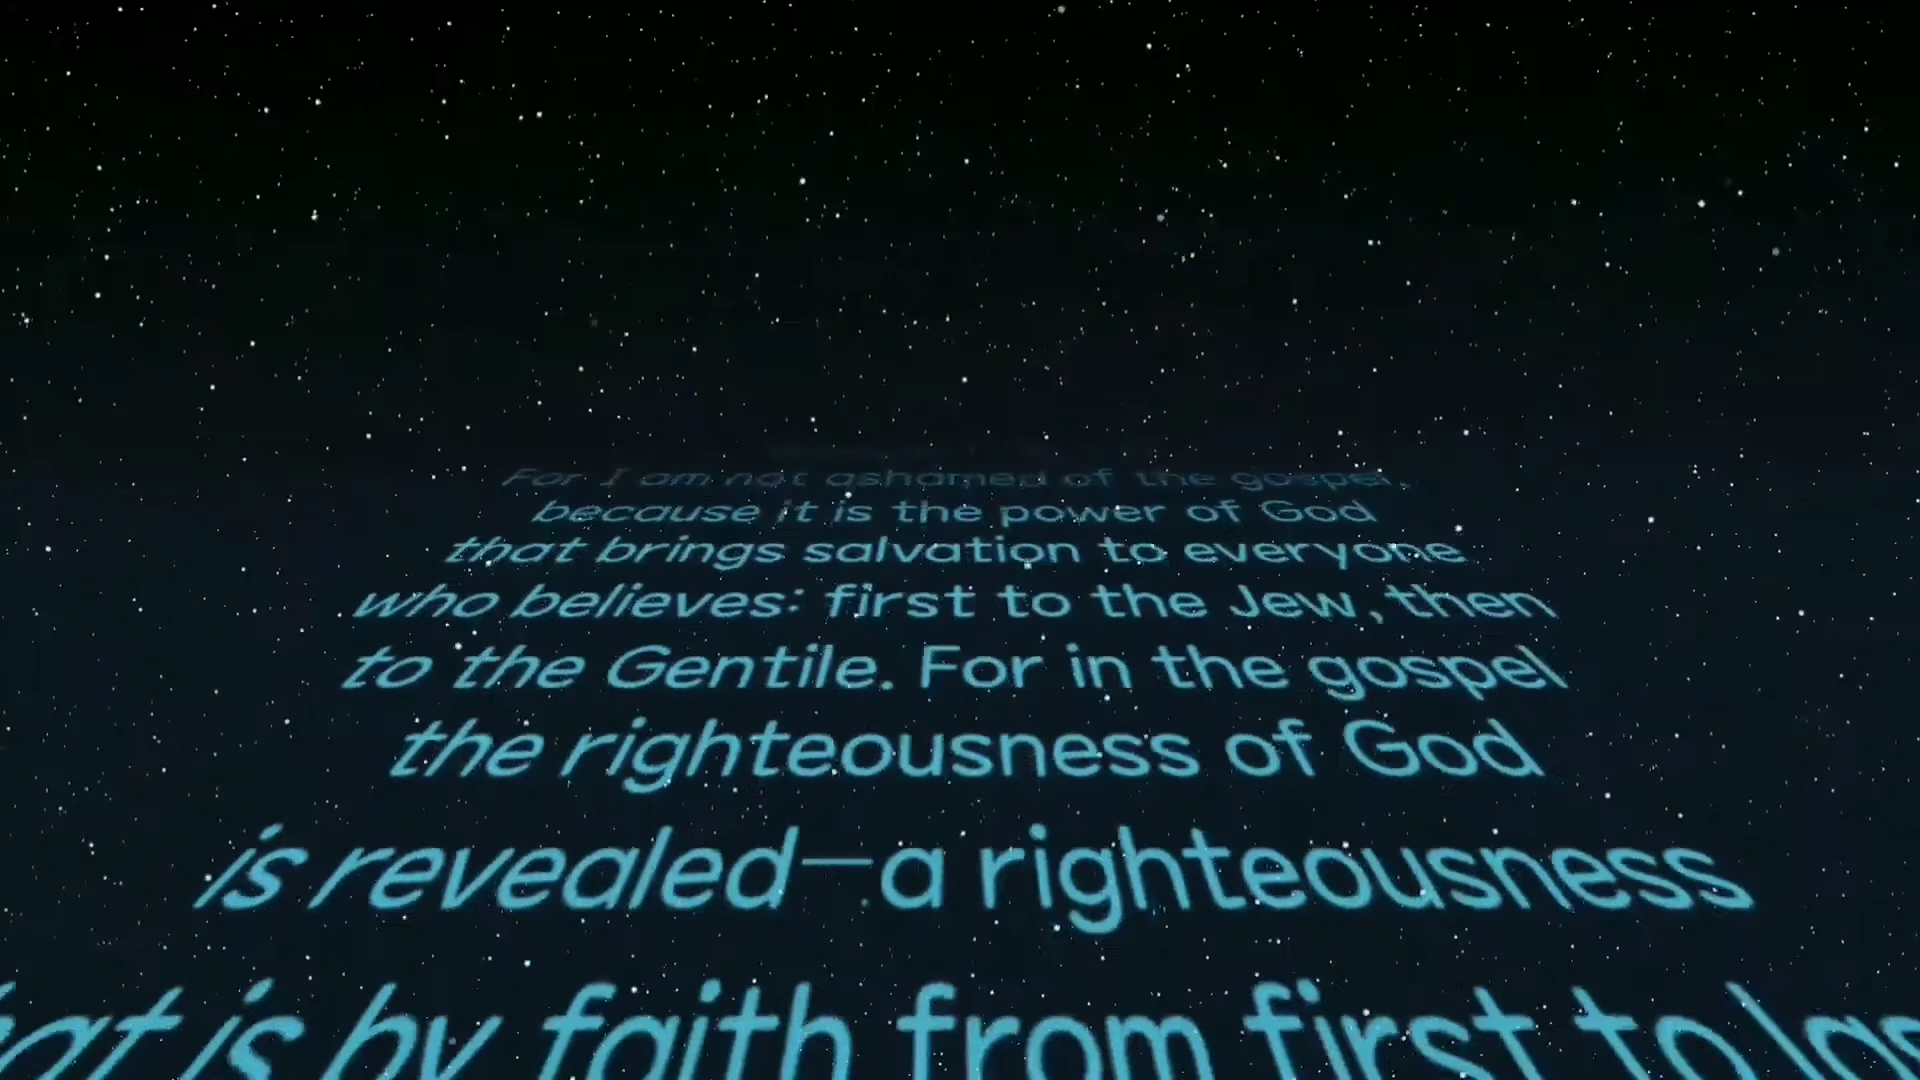 For I am not ashamed of the gospel,
because it is the power of God
that brings salvation to everyone
who believes: first to the Jew, then
to the Gentile. For in the gospel
the righteousness of God
is revealed—a righteousness
is by faith from first to